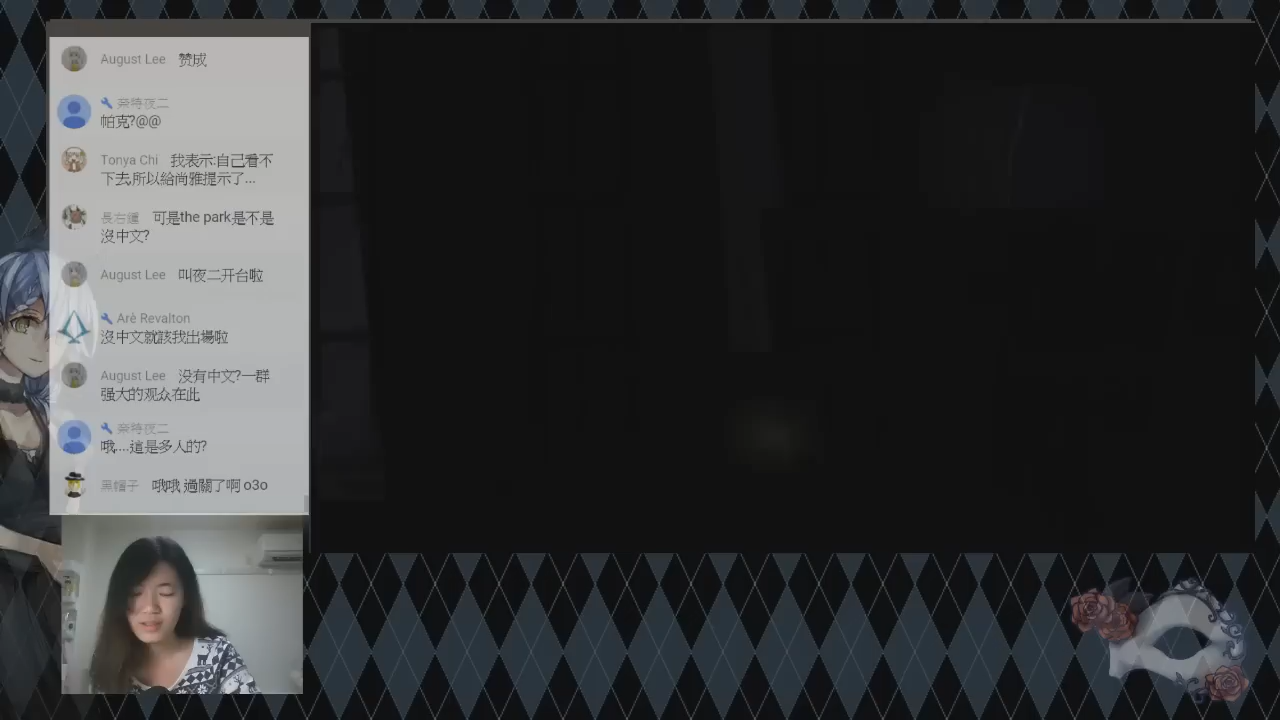 August Lee 赞成
奈特夜二
帕克?@@
Tonya Chi 我表示:自己看不
下去,所以給尚雅提示了...
長右鍾 可是the park是不是
沒中文?
August Lee 叫夜二开台啦
Arè Revalton
沒中文就該我出場啦
August Lee 没有中文?一群
强大的观众在此
奈特夜二
哦....這是多人的?
黑帽子 哦哦 過關了啊 o3o